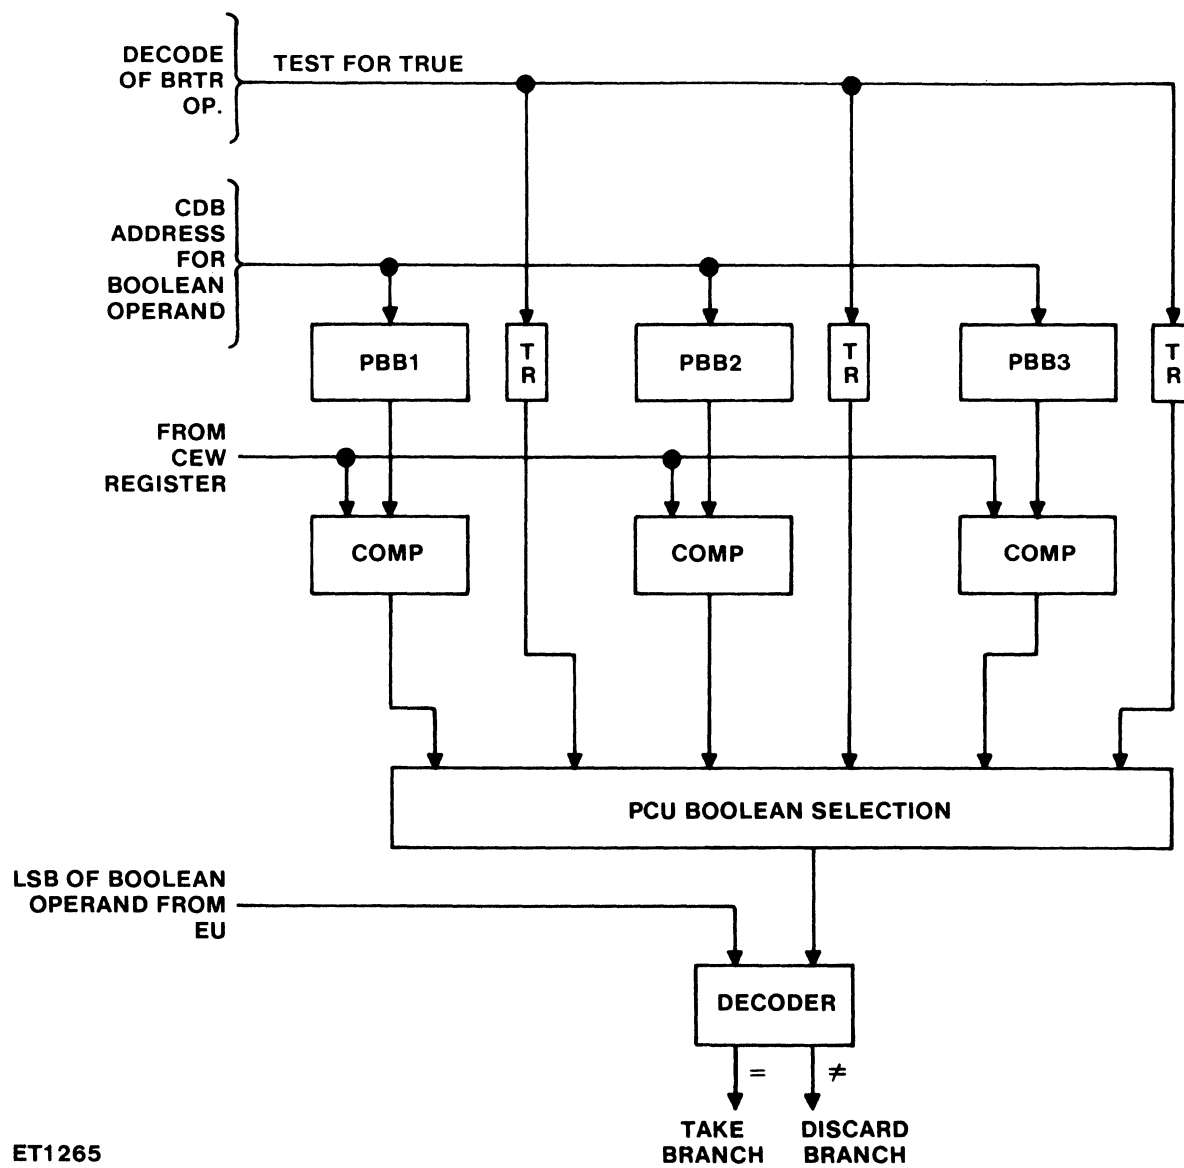 DECODE
OF BRTR
OP.
TEST FOR TRUE
CDB
ADDRESS
FOR
BOOLEAN
OPERAND
PBB1
T
R
PBB2
T
R
PBB3
T
R
FROM
CEW
REGISTER
COMP
COMP
COMP
PCU BOOLEAN SELECTION
LSB OF BOOLEAN
OPERAND FROM
EU
DECODER
=
≠
TAKE
BRANCH
DISCARD
BRANCH
ET1265